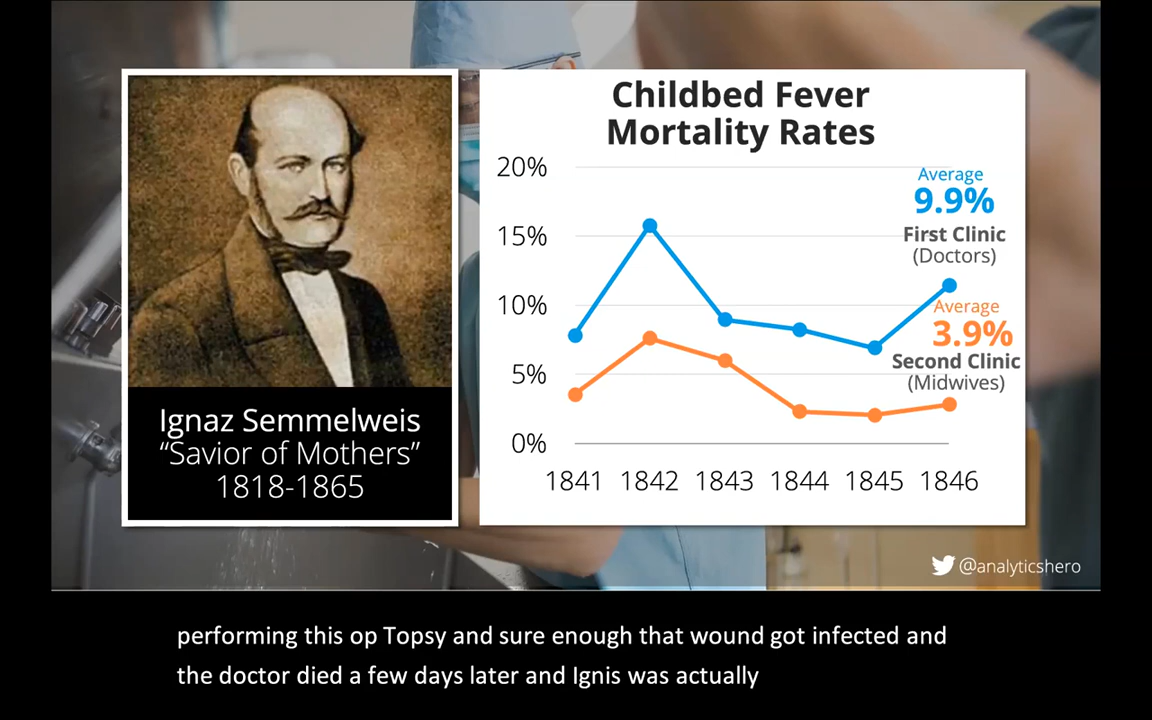 Ignaz Semmelweis
“Savior of Mothers”
1818-1865
Childbed Fever
Mortality Rates
20%
15%
10%
5%
0%
1841 1842 1843 1844 1845 1846
Average
9.9%
First Clinic
(Doctors)
Average
3.9%
Second Clinic
(Midwives)
@analyticshero
performing this op Topsy and sure enough that wound got infected and
the doctor died a few days later and Ignis was actually